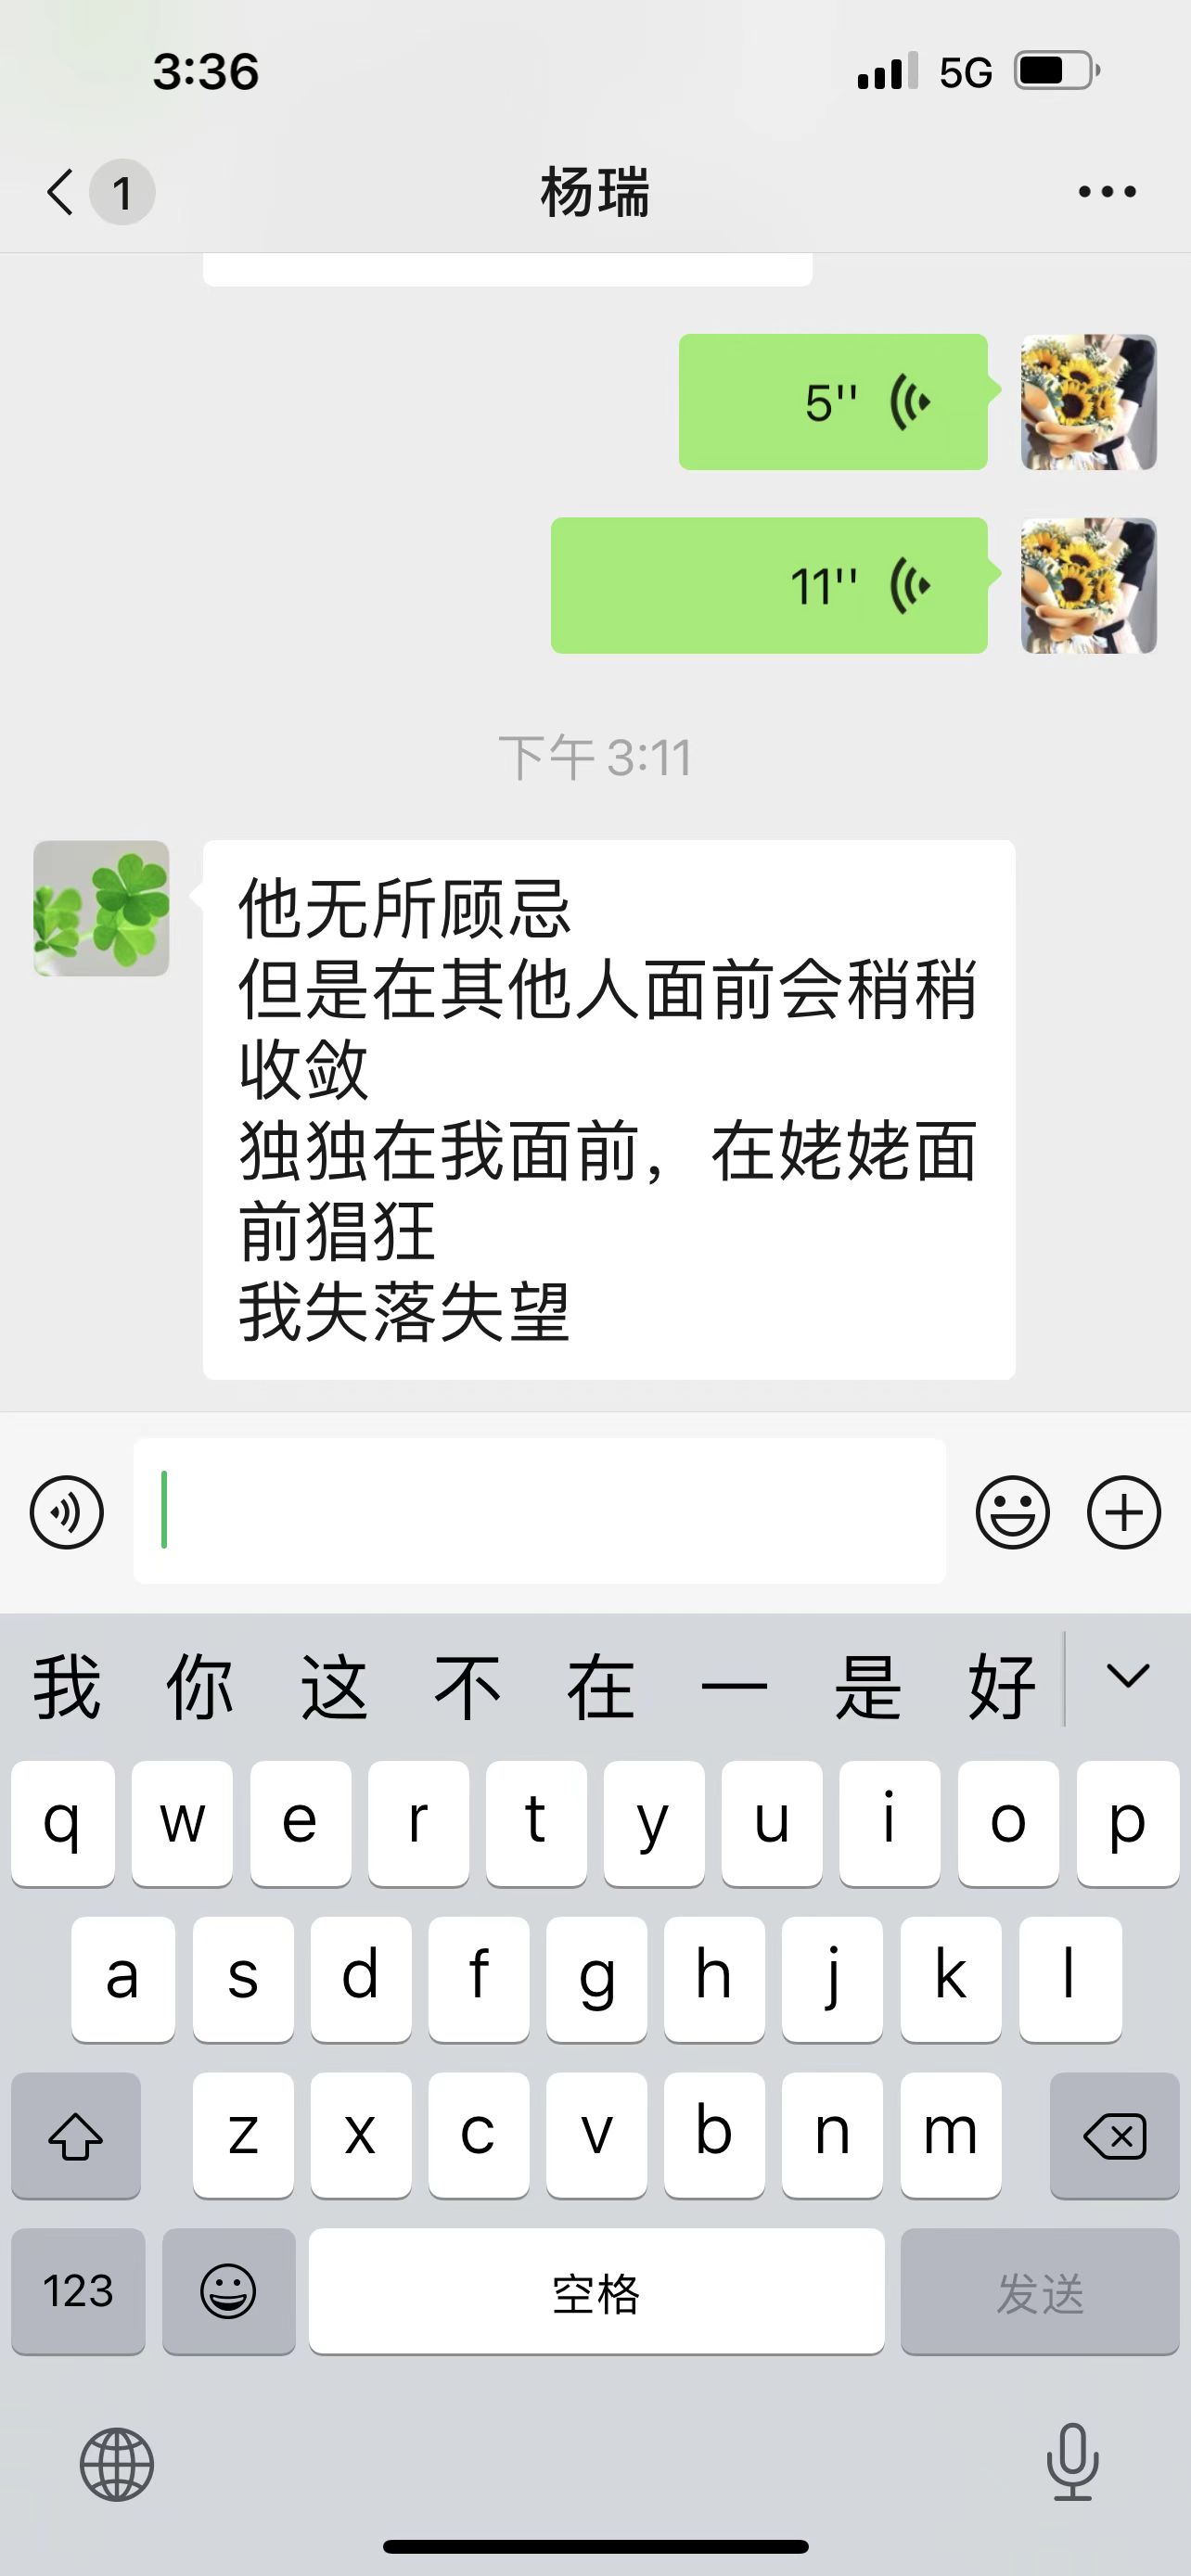 3:36
5G
1
杨瑞
5''
11''
下午 3:11
他无所顾忌
但是在其他人面前会稍稍
收敛
独独在我面前，在姥姥面
前猖狂
我失落失望
我 你 这 不 在 一 是 好
q w e r t y u i o p
a s d f g h j k l
z x c v b n m
123 空格 发送